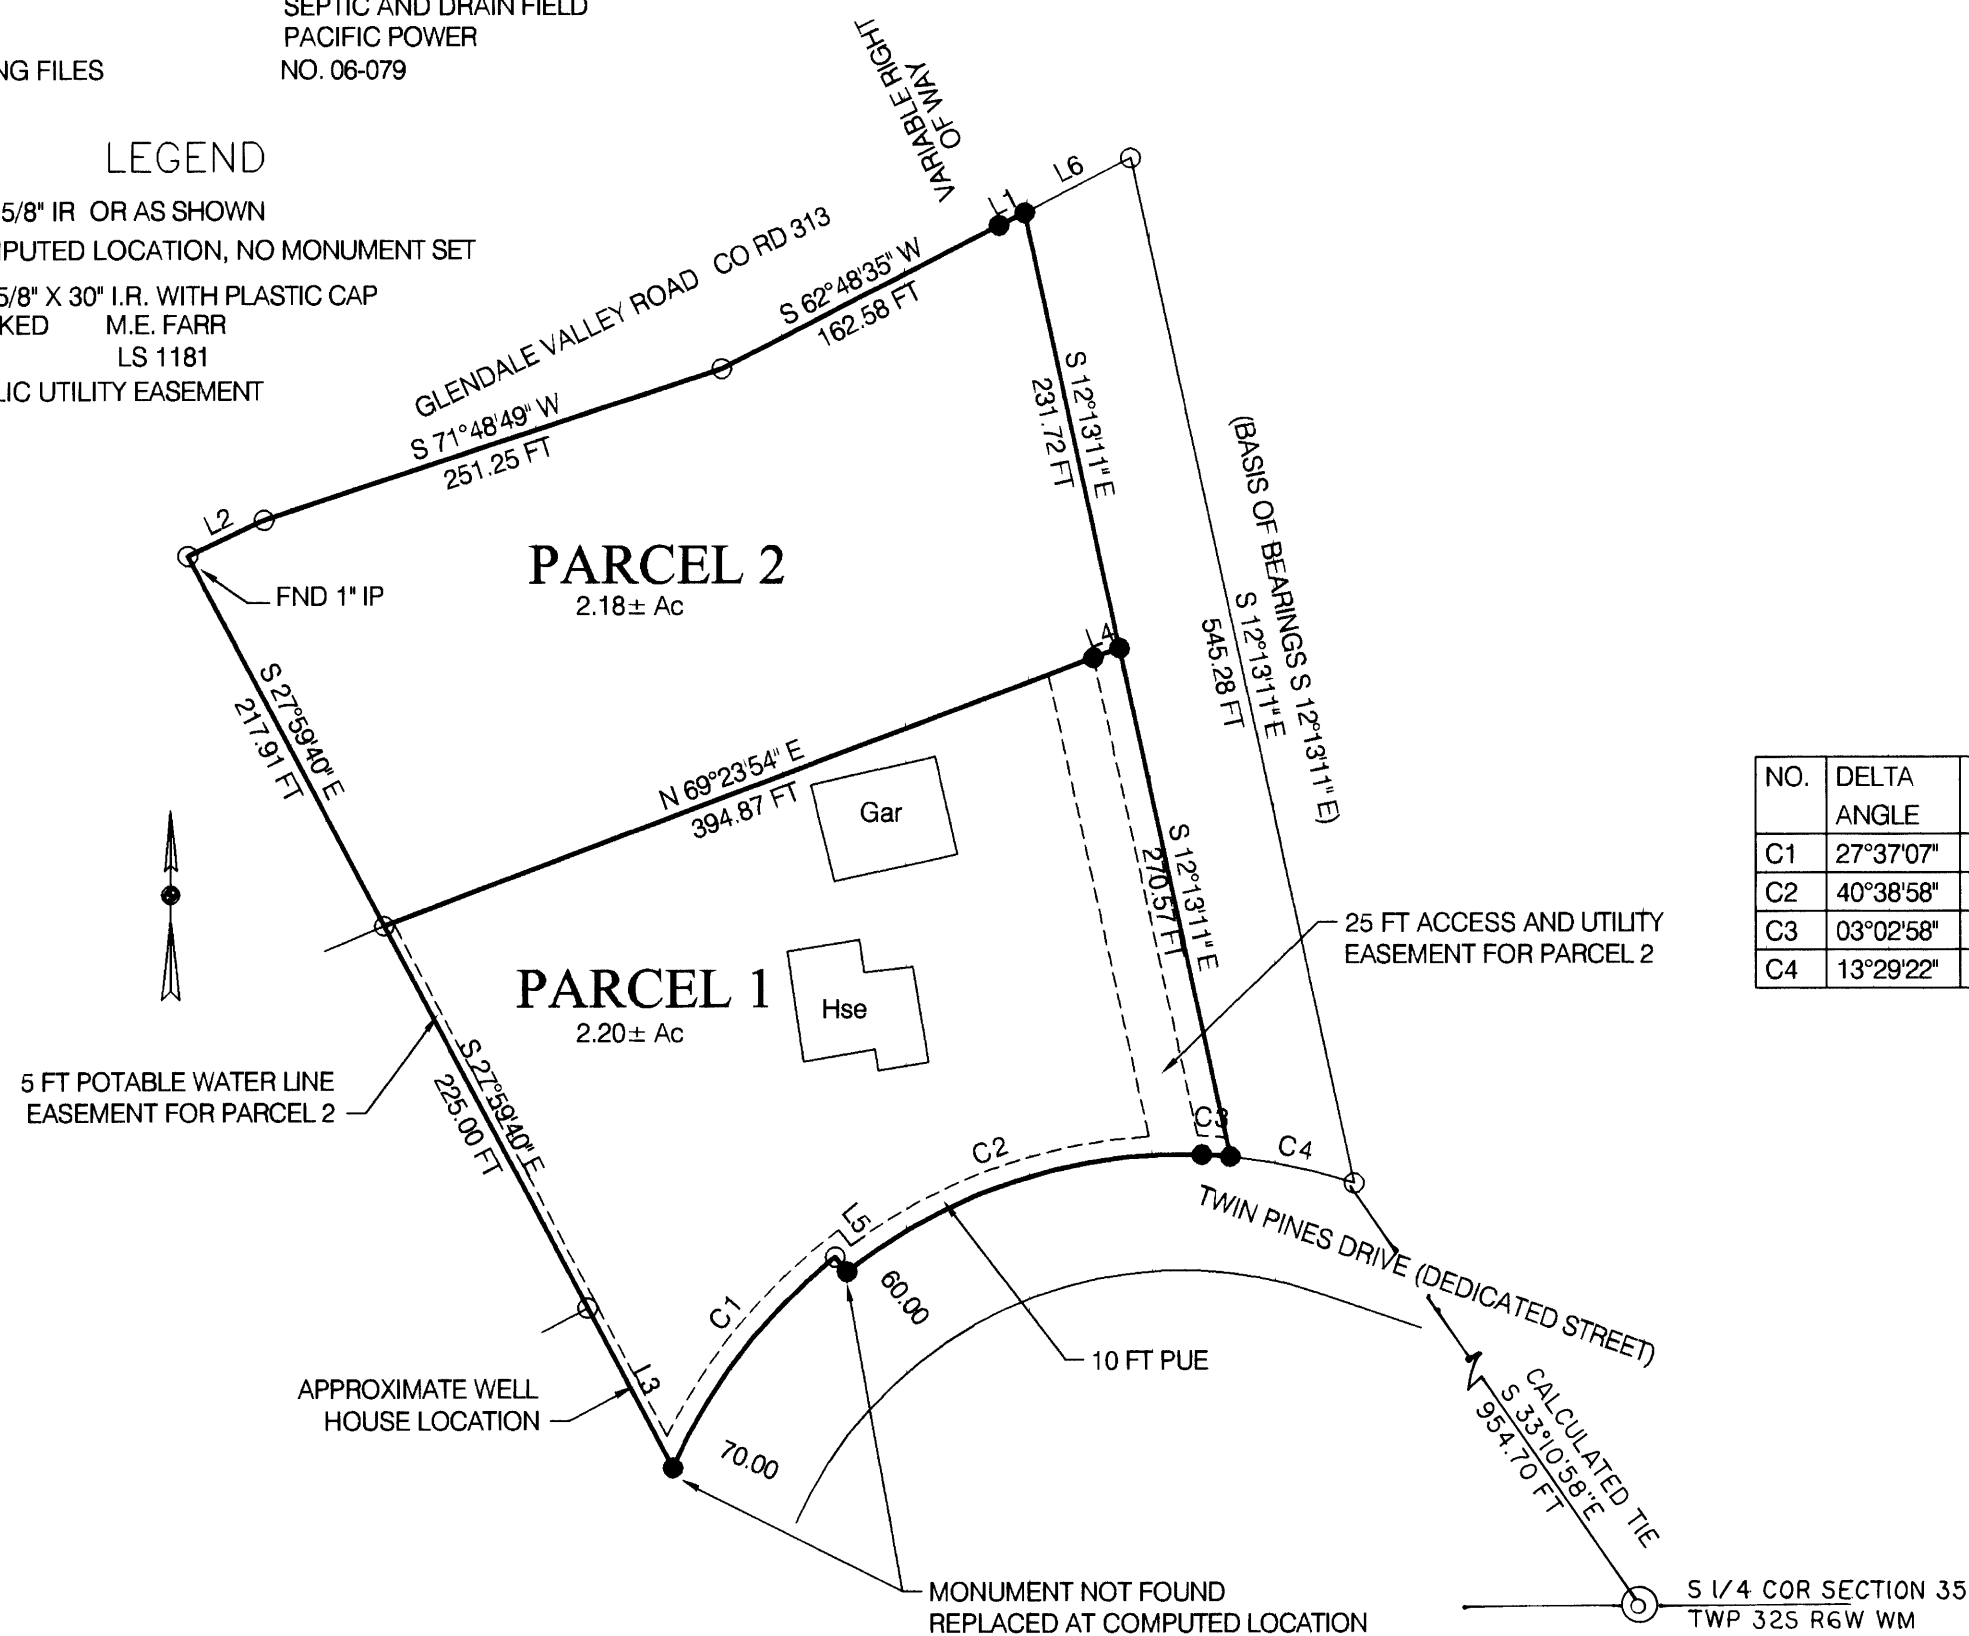 SEPTIC AND DRAIN FIELD
PACIFIC POWER
NG FILES
NO. 06-079
LEGEND
5/8" IR OR AS SHOWN
PUTED LOCATION, NO MONUMENT SET
5/8" X 30" I.R. WITH PLASTIC CAP
KED M.E. FARR
LS 1181
LIC UTILITY EASEMENT
VARIABLE RIGHT
OF WAY
L6
L1
GLENDALE VALLEY ROAD CO RD 313
S 62°48'35" W
162.58 FT
S 71°48'49" W
251.25 FT
L2
FND 1" IP
PARCEL 2
2.18± Ac
S 12°13'11" E
231.72 FT
(BASIS OF BEARINGS S 12°13'11" E)
S 12°13'11" E
545.28 FT
L4
S 27°59'40" E
217.91 FT
N 69°23'54" E
394.87 FT
Gar
S 12°13'11" E
270.57 FT
NO. DELTA
ANGLE
C1 27°37'07"
C2 40°38'58"
C3 03°02'58"
C4 13°29'22"
25 FT ACCESS AND UTILITY
EASEMENT FOR PARCEL 2
PARCEL 1
2.20± Ac
Hse
5 FT POTABLE WATER LINE
EASEMENT FOR PARCEL 2
S 27°59'40" E
225.00 FT
C3
C2
C4
L5
TWIN PINES DRIVE (DEDICATED STREET)
C1
60.00
10 FT PUE
L3
APPROXIMATE WELL
HOUSE LOCATION
70.00
CALCULATED TIE
S 33°10'58"E
954.70 FT
MONUMENT NOT FOUND
REPLACED AT COMPUTED LOCATION
S 1/4 COR SECTION 35
TWP 32S R6W WM